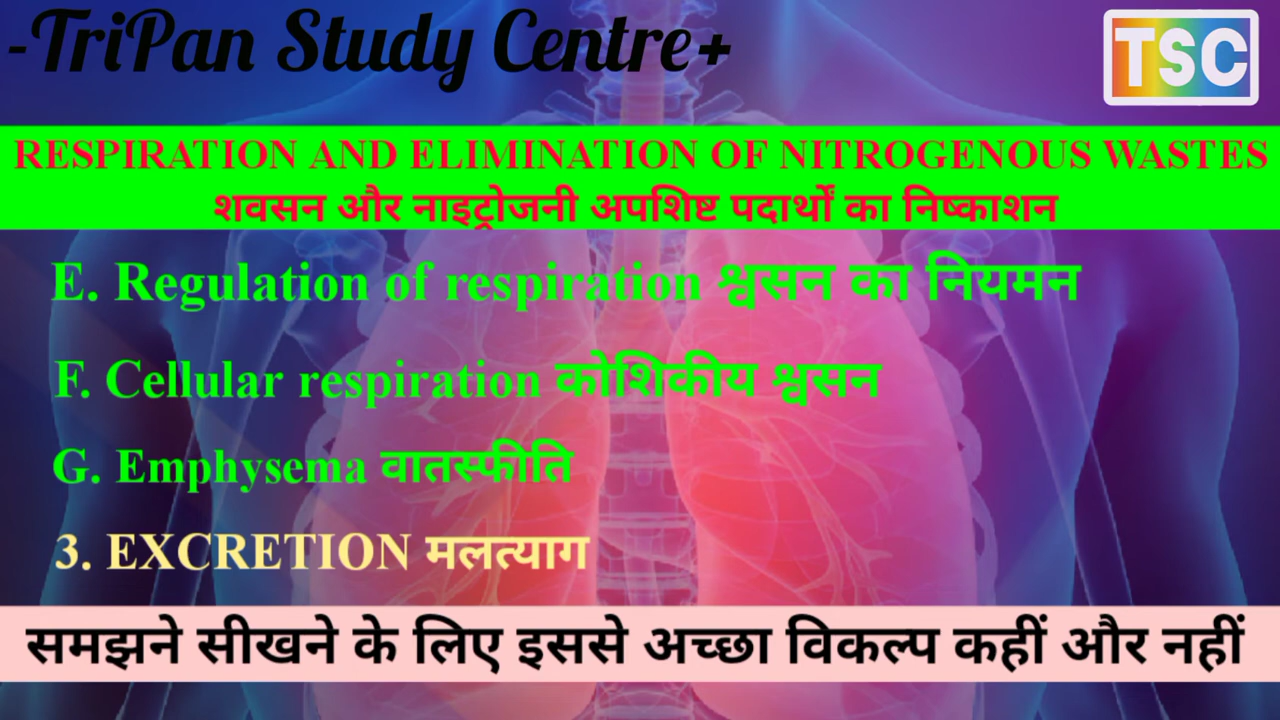 -TriPan Study Centre+
TSC
RESPIRATION AND ELIMINATION OF NITROGENOUS WASTES
शवसन और नाइट्रोजनी अपशिष्ट पदार्थों का निष्काशन
E. Regulation of respiration श्वसन का नियमन
F. Cellular respiration कोशिकीय श्वसन
G. Emphysema वातस्फीति
3. EXCRETION मलत्याग
समझने सीखने के लिए इससे अच्छा विकल्प कहीं और नहीं